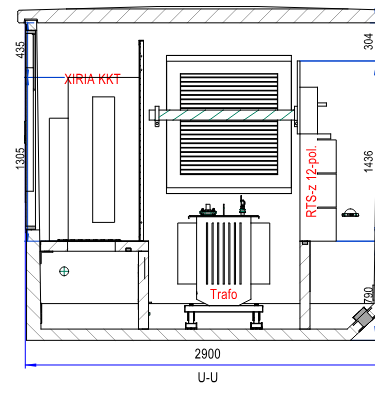 435
304
XIRIA KKT
1305
1436
RTS-z 12-pol.
790
Trafo
2900
U-U